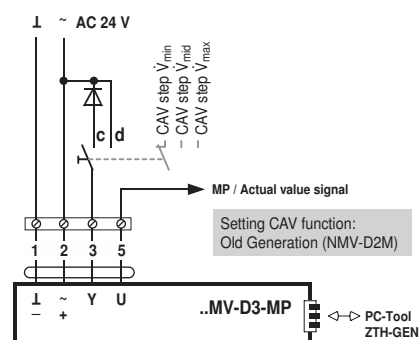 ⊥ ~ AC 24 V
CAV step V̇min
CAV step V̇mid
CAV step V̇max
c d
MP / Actual value signal
Setting CAV function:
Old Generation (NMV-D2M)
1 2 3 5
⊥ ~ Y U
– +
..MV-D3-MP
PC-Tool
ZTH-GEN